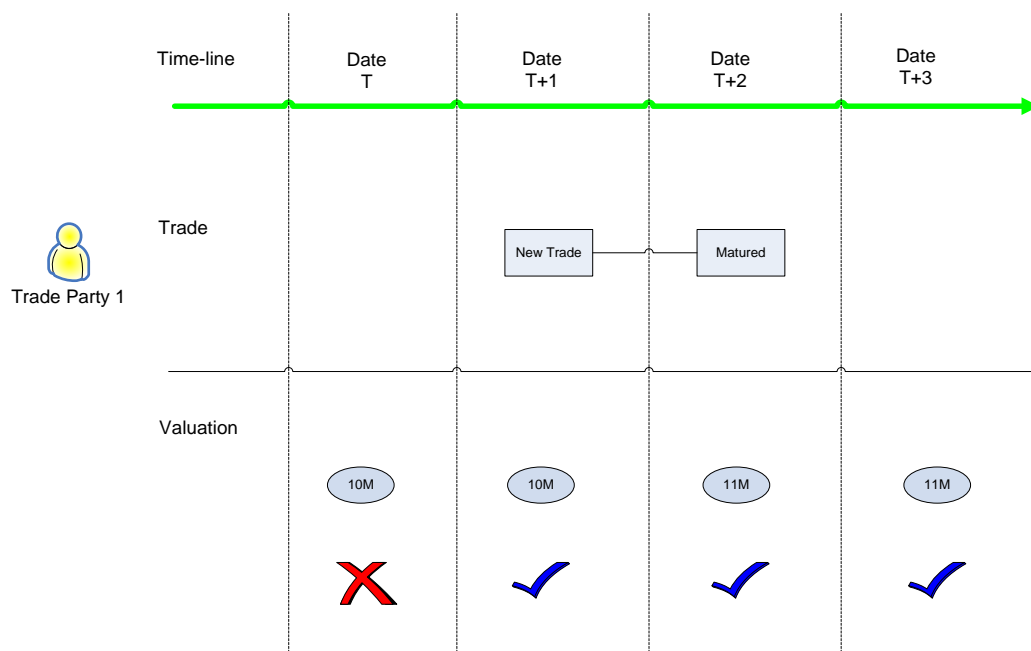 Time-line
Date
T
Date
T+1
Date
T+2
Date
T+3
Trade
New Trade
Matured
Trade Party 1
Valuation
10M
10M
11M
11M